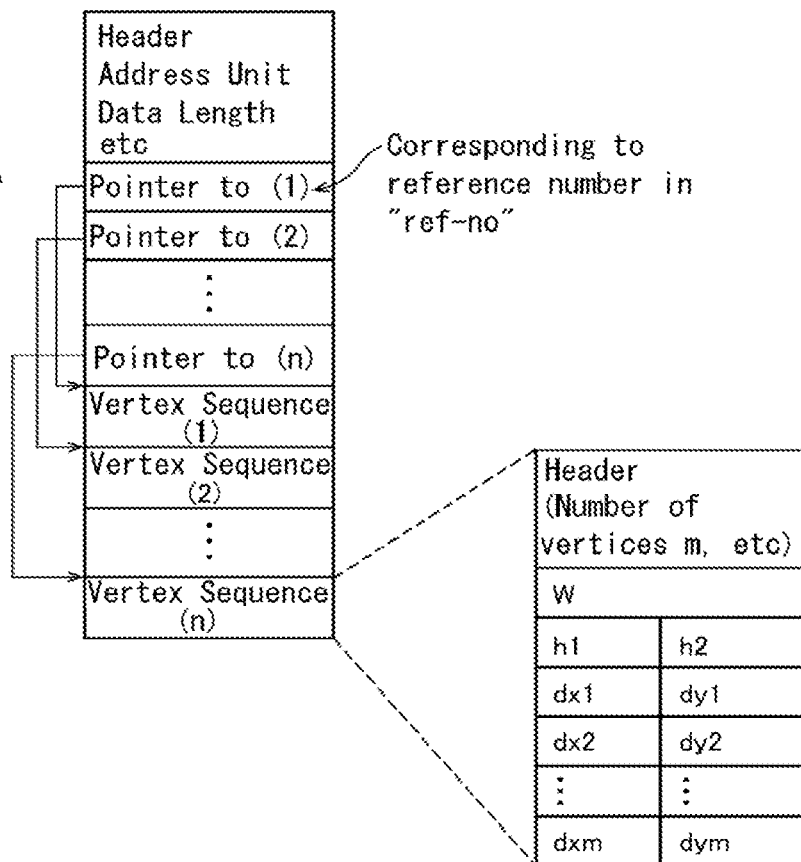 Header
Address Unit
Data Length
etc
Pointer to (1)
Corresponding to
reference number in
"ref-no"
Pointer to (2)
Pointer to (n)
Vertex Sequence
(1)
Vertex Sequence
(2)
Vertex Sequence
(n)
Header
(Number of
vertices m, etc)
W
h1 h2
dx1 dy1
dx2 dy2
dxm dym